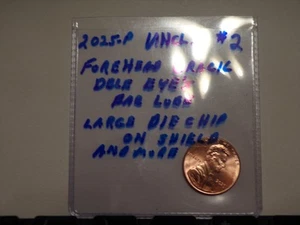 2025-P UNCL. #2
FOREHEAD CRACK
DBLE EYES
EAR LOBE
LARGE DIE CHIP
ON SHIELD
AND MORE